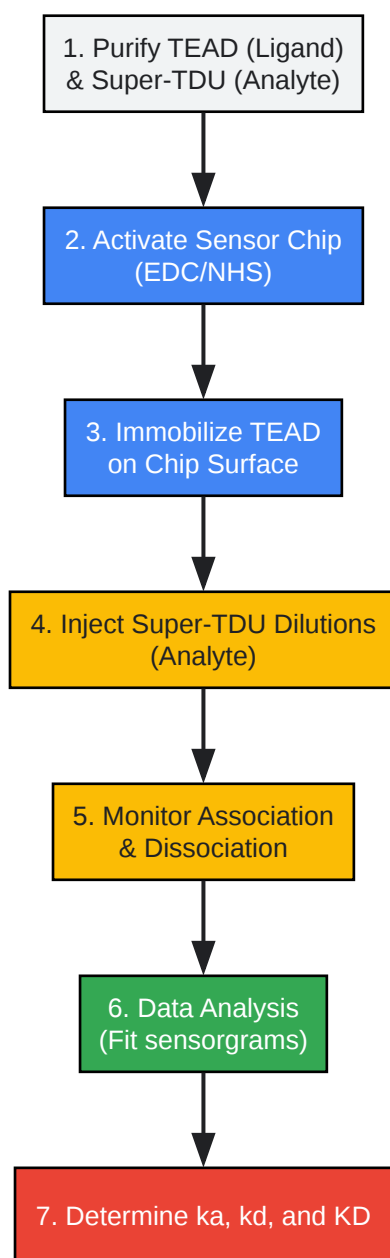 1. Purify TEAD (Ligand)
& Super-TDU (Analyte)
2. Activate Sensor Chip
(EDC/NHS)
3. Immobilize TEAD
on Chip Surface
4. Inject Super-TDU Dilutions
(Analyte)
5. Monitor Association
& Dissociation
6. Data Analysis
(Fit sensorgrams)
7. Determine ka, kd, and KD